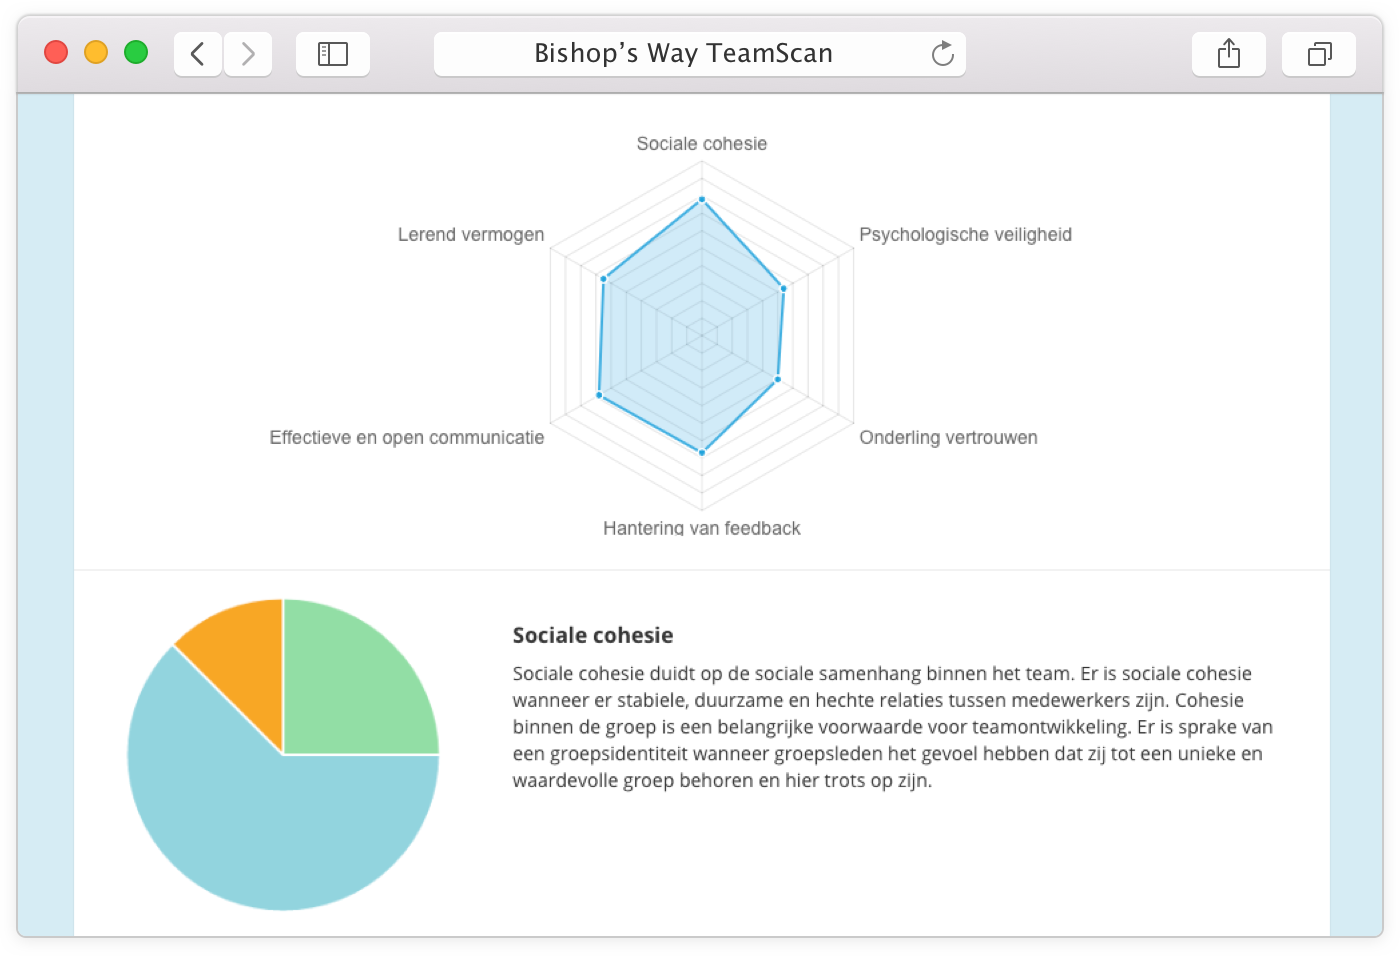 Bishop’s Way TeamScan
Sociale cohesie
Lerend vermogen
Psychologische veiligheid
Effectieve en open communicatie
Onderling vertrouwen
Hantering van feedback
Sociale cohesie
Sociale cohesie duidt op de sociale samenhang binnen het team. Er is sociale cohesie
wanneer er stabiele, duurzame en hechte relaties tussen medewerkers zijn. Cohesie
binnen de groep is een belangrijke voorwaarde voor teamontwikkeling. Er is sprake van
een groepsidentiteit wanneer groepsleden het gevoel hebben dat zij tot een unieke en
waardevolle groep behoren en hier trots op zijn.